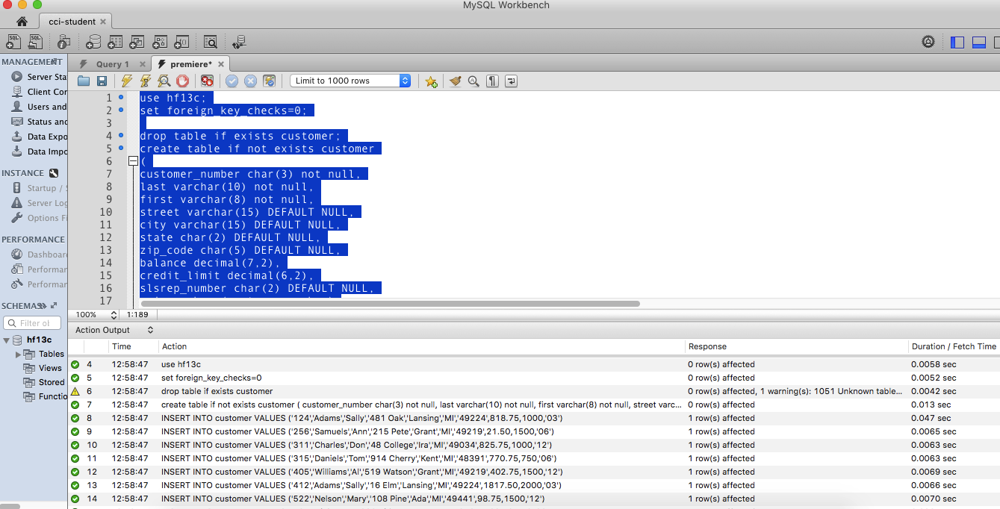 MySQL Workbench
cci-student
MANAGEMENT
Server Sta
Client Con
Users and
Status and
Data Expo
Data Impo
INSTANCE
Startup / S
Server Log
Options Fi
PERFORMANCE
Dashboard
Performan
Performan
SCHEMAS
Filter ol
hf13c
Tables
Views
Stored
Functio
Query 1
premiere*
Limit to 1000 rows
1 use hf13c;
2 set foreign_key_checks=0;
3
4 drop table if exists customer;
5 create table if not exists customer
6 (
7 customer_number char(3) not null,
8 last varchar(10) not null,
9 first varchar(8) not null,
10 street varchar(15) DEFAULT NULL,
11 city varchar(15) DEFAULT NULL,
12 state char(2) DEFAULT NULL,
13 zip_code char(5) DEFAULT NULL,
14 balance decimal(7,2),
15 credit_limit decimal(6,2),
16 slsrep_number char(2) DEFAULT NULL,
17
100% 1:189
Action Output
Time Action Response Duration / Fetch Time
4 12:58:47 use hf13c 0 row(s) affected 0.0058 sec
5 12:58:47 set foreign_key_checks=0 0 row(s) affected 0.0052 sec
6 12:58:47 drop table if exists customer 0 row(s) affected, 1 warning(s): 1051 Unknown table... 0.0042 sec
7 12:58:47 create table if not exists customer ( customer_number char(3) not null, last varchar(10) not null, first varchar(8) not null, street varc... 0 row(s) affected 0.013 sec
8 12:58:47 INSERT INTO customer VALUES ('124','Adams','Sally','481 Oak','Lansing','MI','49224',818.75,1000,'03') 1 row(s) affected 0.047 sec
9 12:58:47 INSERT INTO customer VALUES ('256','Samuels','Ann','215 Pete','Grant','MI','49219',21.50,1500,'06') 1 row(s) affected 0.0065 sec
10 12:58:47 INSERT INTO customer VALUES ('311','Charles','Don','48 College','Ira','MI','49034',825.75,1000,'12') 1 row(s) affected 0.0063 sec
11 12:58:47 INSERT INTO customer VALUES ('315','Daniels','Tom','914 Cherry','Kent','MI','48391',770.75,750,'06') 1 row(s) affected 0.0063 sec
12 12:58:47 INSERT INTO customer VALUES ('405','Williams','Al','519 Watson','Grant','MI','49219',402.75,1500,'12') 1 row(s) affected 0.0069 sec
13 12:58:47 INSERT INTO customer VALUES ('412','Adams','Sally','16 Elm','Lansing','MI','49224',1817.50,2000,'03') 1 row(s) affected 0.0066 sec
14 12:58:47 INSERT INTO customer VALUES ('522','Nelson','Mary','108 Pine','Ada','MI','49441',98.75,1500,'12') 1 row(s) affected 0.0070 sec